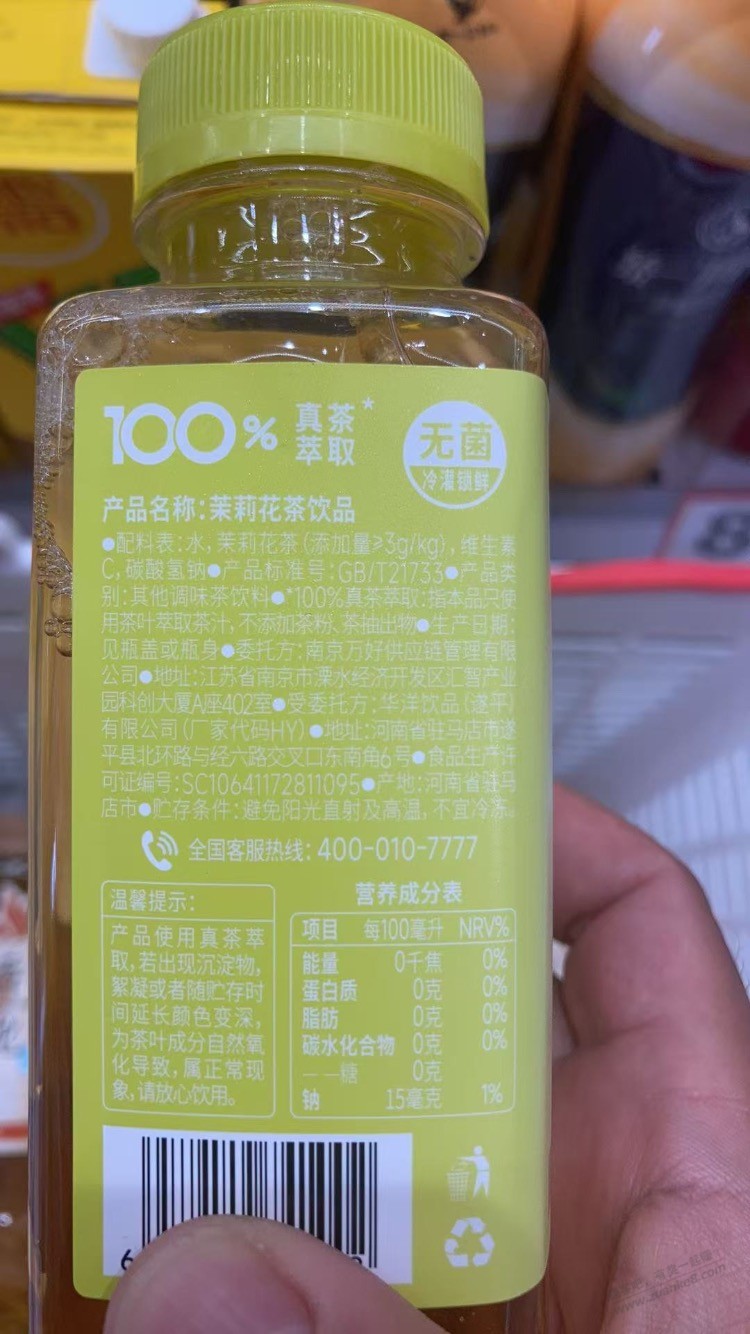 100% 真茶萃取*
无菌
冷灌锁鲜
产品名称:茉莉花茶饮品
●配料表:水,茉莉花茶(添加量≥3g/kg),维生素
C,碳酸氢钠●产品标准号:GB/T21733●产品类
别:其他调味茶饮料●*100%真茶萃取:指本品只使
用茶叶萃取茶汁,不添加茶粉、茶抽出物●生产日期:
见瓶盖或瓶身●委托方:南京万好供应链管理有限
公司●地址:江苏省南京市溧水经济开发区汇智产业
园科创大厦A座402室●受委托方:华洋饮品(遂平)
有限公司(厂家代码HY)●地址:河南省驻马店市遂
平县北环路与经六路交叉口东南角6号●食品生产许
可证编号:SC10641172811095●产地:河南省驻马
店市●贮存条件:避免阳光直射及高温,不宜冷冻。
全国客服热线:400-010-7777
温馨提示:
产品使用真茶萃
取,若出现沉淀物,
絮凝或者随贮存时
间延长颜色变深,
为茶叶成分自然氧
化导致,属正常现
象,请放心饮用。
营养成分表
项目 每100毫升 NRV%
能量 0千焦 0%
蛋白质 0克 0%
脂肪 0克 0%
碳水化合物 0克 0%
——糖 0克
钠 15毫克 1%
6